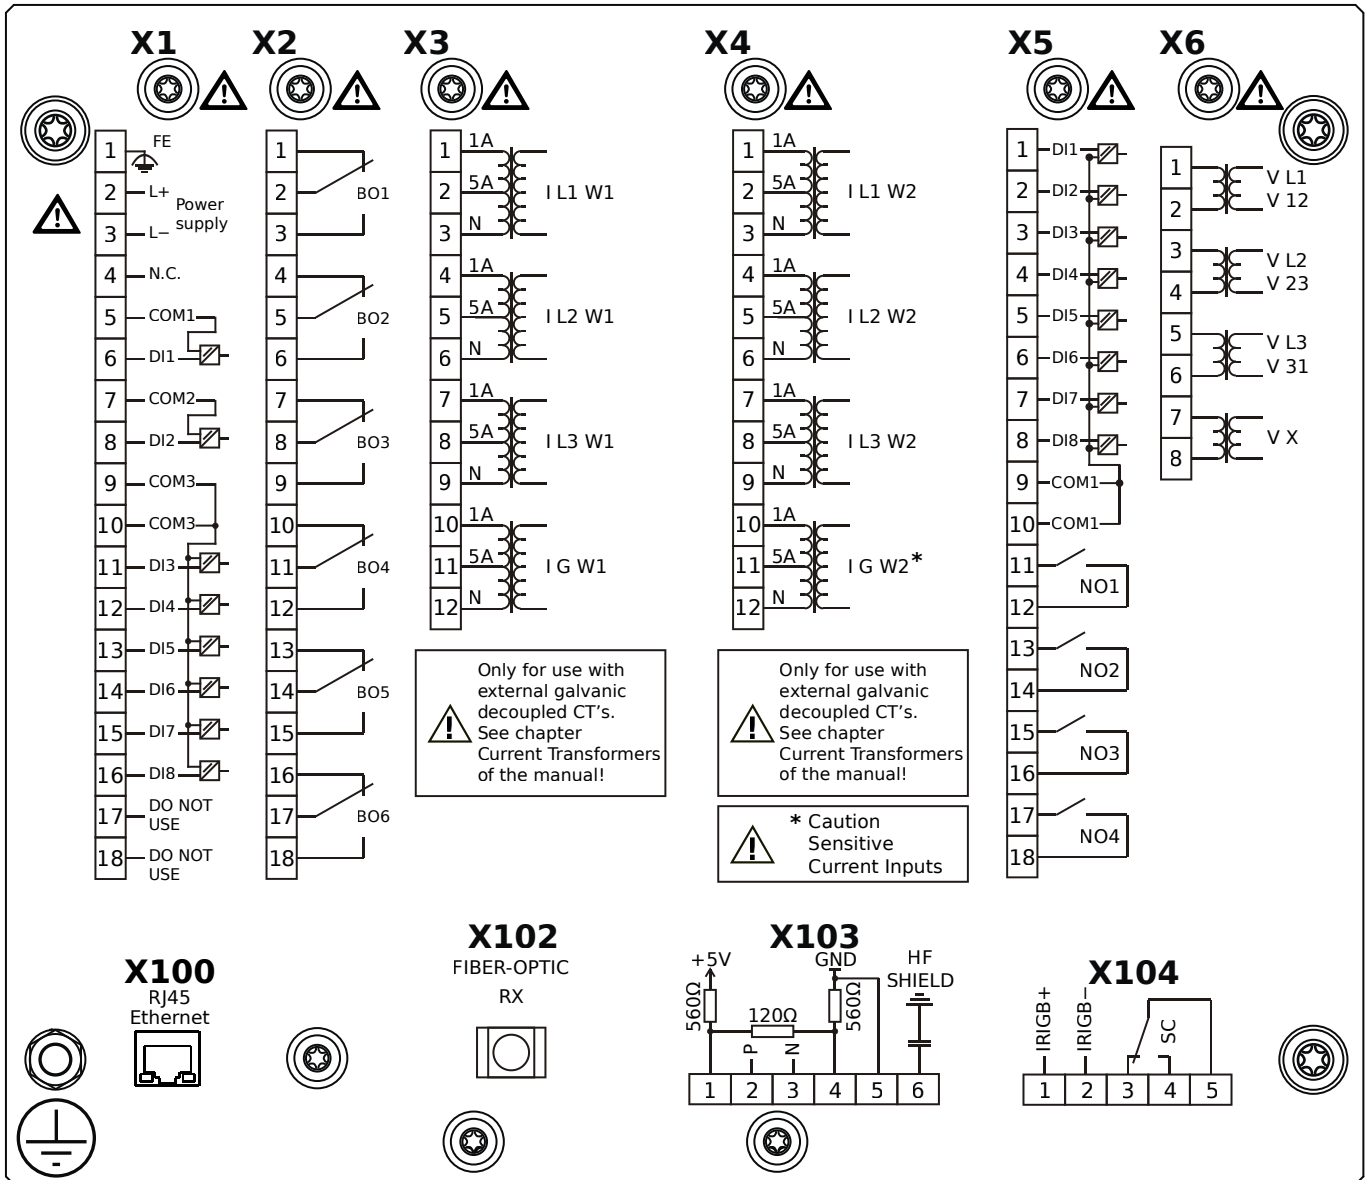 X1
1
FE
2
L+
Power
supply
3
L−
4
N.C.
5
COM1
6
DI1
7
COM2
8
DI2
9
COM3
10
COM3
11
DI3
12
DI4
13
DI5
14
DI6
15
DI7
16
DI8
17
DO NOT
USE
18
DO NOT
USE
X2
1
2
BO1
3
4
5
BO2
6
7
8
BO3
9
10
11
BO4
12
13
14
BO5
15
16
17
BO6
18
X3
1
1A
2
5A
I L1 W1
3
N
4
1A
5
5A
I L2 W1
6
N
7
1A
8
5A
I L3 W1
9
N
10
1A
11
5A
I G W1
12
N
Only for use with
external galvanic
decoupled CT's.
See chapter
Current Transformers
of the manual!
X4
1
1A
2
5A
I L1 W2
3
N
4
1A
5
5A
I L2 W2
6
N
7
1A
8
5A
I L3 W2
9
N
10
1A
11
5A
I G W2*
12
N
Only for use with
external galvanic
decoupled CT's.
See chapter
Current Transformers
of the manual!
* Caution
Sensitive
Current Inputs
X5
1
DI1
2
DI2
3
DI3
4
DI4
5
DI5
6
DI6
7
DI7
8
DI8
9
COM1
10
COM1
11
NO1
12
13
NO2
14
15
NO3
16
17
NO4
18
X6
1
V L1
2
V 12
3
V L2
4
V 23
5
V L3
6
V 31
7
V X
8
X100
RJ45
Ethernet
X102
FIBER-OPTIC
RX
X103
+5V
GND
HF
SHIELD
560Ω
120Ω
560Ω
P
N
1 2 3 4 5 6
X104
IRIGB+
IRIGB−
SC
1 2 3 4 5